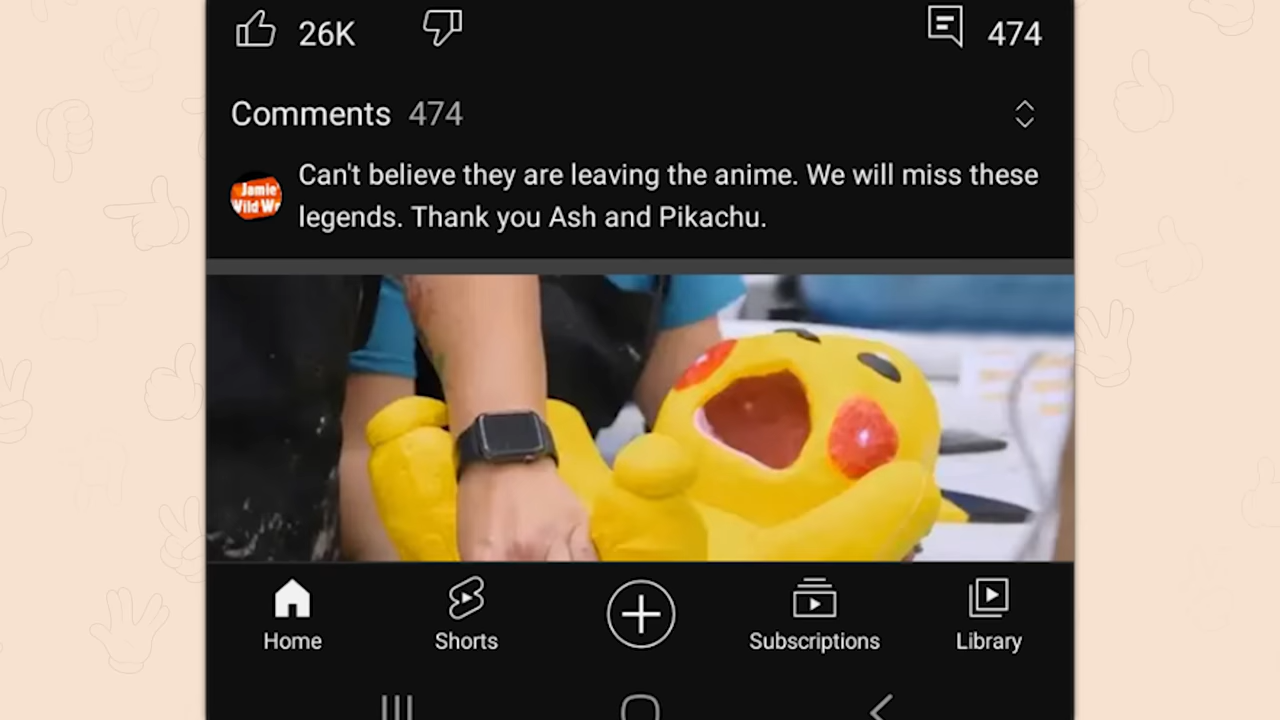 26K
474
Comments 474
Jamie'
Can't believe they are leaving the anime. We will miss these
legends. Thank you Ash and Pikachu.
Home
Shorts
Subscriptions
Library